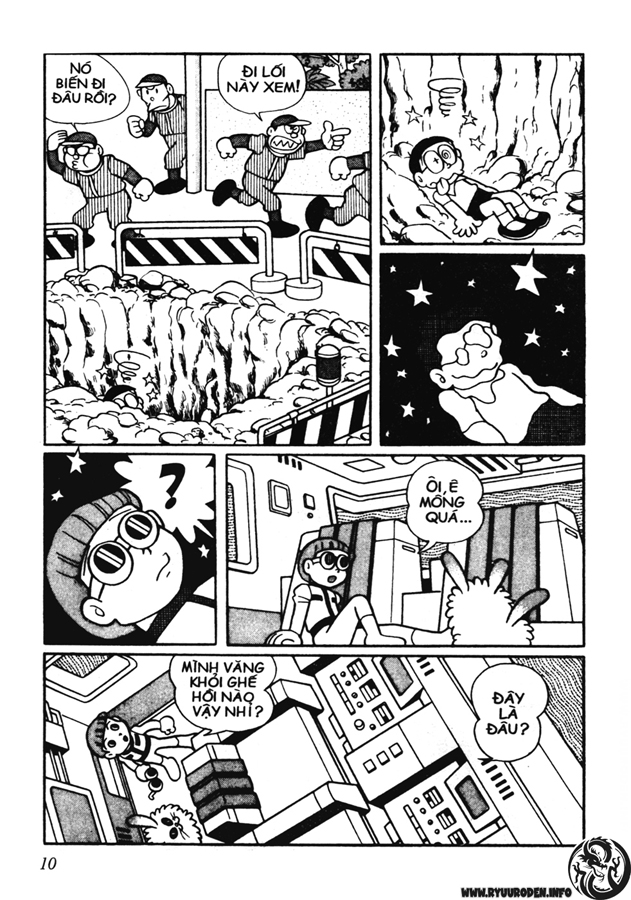 NÓ
BIẾN ĐI
ĐÂU RỒI?
ĐI LỐI
NÀY XEM!
?
ÔI, Ê
MÔNG
QUÁ...
MÌNH VĂNG
KHỎI GHẾ
HỒI NÀO
VẬY NHỈ?
ĐÂY
LÀ
ĐÂU?
10
WWW.RYUURODEN.INFO